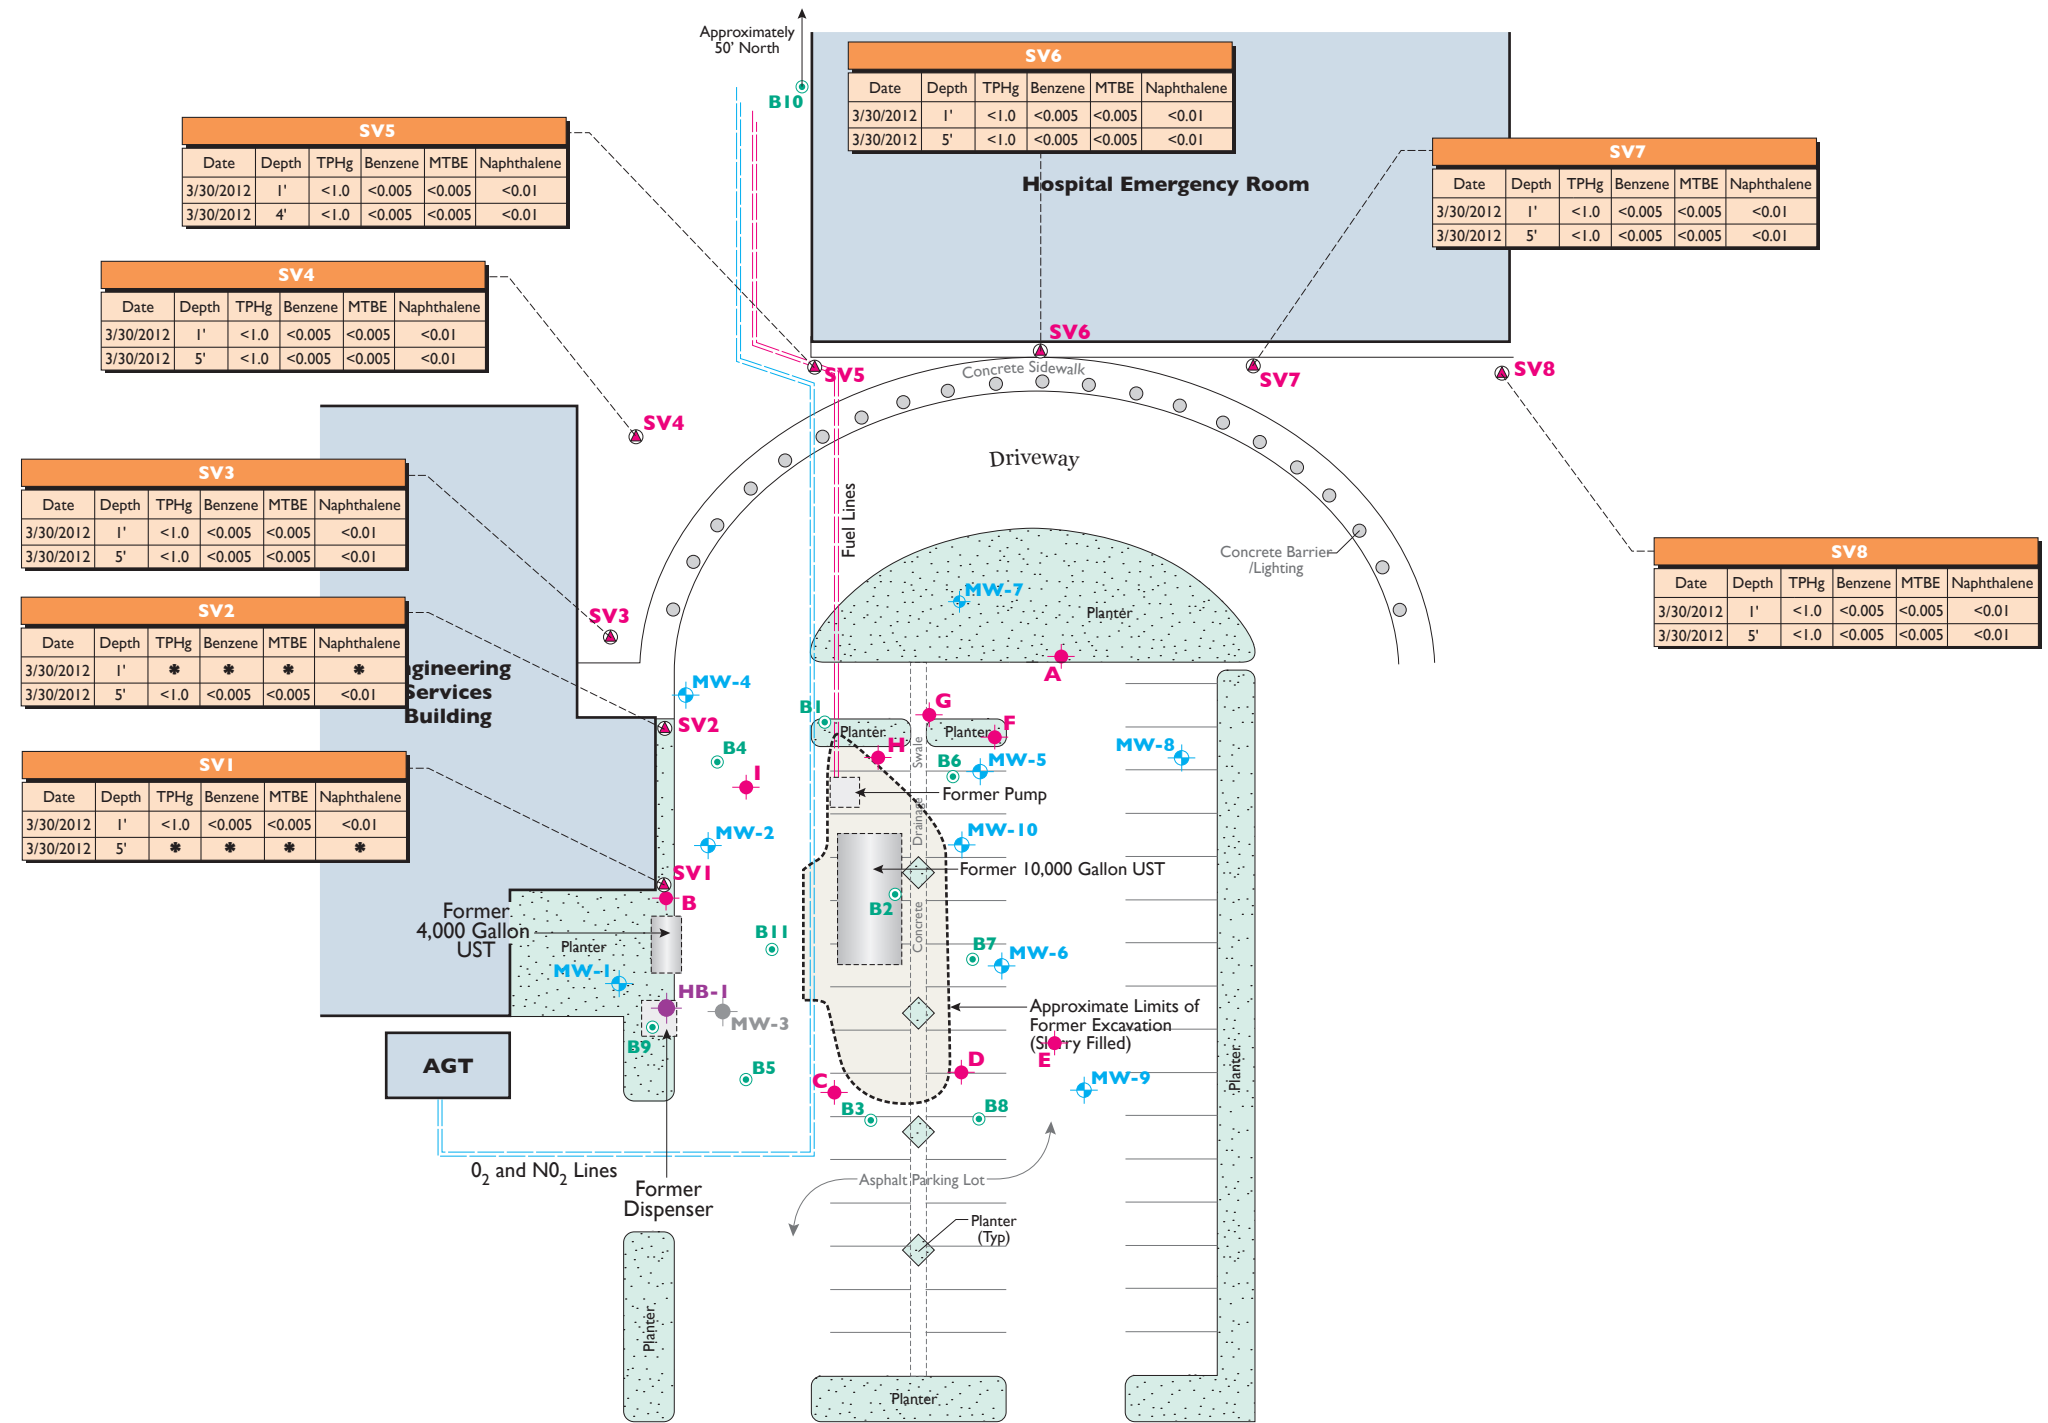 Approximately
50' North
B10
SV6
Date Depth TPHg Benzene MTBE Naphthalene
3/30/2012 1' <1.0 <0.005 <0.005 <0.01
3/30/2012 5' <1.0 <0.005 <0.005 <0.01
SV5
Date Depth TPHg Benzene MTBE Naphthalene
3/30/2012 1' <1.0 <0.005 <0.005 <0.01
3/30/2012 4' <1.0 <0.005 <0.005 <0.01
SV7
Date Depth TPHg Benzene MTBE Naphthalene
3/30/2012 1' <1.0 <0.005 <0.005 <0.01
3/30/2012 5' <1.0 <0.005 <0.005 <0.01
Hospital Emergency Room
SV4
Date Depth TPHg Benzene MTBE Naphthalene
3/30/2012 1' <1.0 <0.005 <0.005 <0.01
3/30/2012 5' <1.0 <0.005 <0.005 <0.01
SV6
SV5
Concrete Sidewalk
SV7
SV8
SV4
Driveway
SV3
Date Depth TPHg Benzene MTBE Naphthalene
3/30/2012 1' <1.0 <0.005 <0.005 <0.01
3/30/2012 5' <1.0 <0.005 <0.005 <0.01
Fuel Lines
Concrete Barrier
/Lighting
SV8
Date Depth TPHg Benzene MTBE Naphthalene
3/30/2012 1' <1.0 <0.005 <0.005 <0.01
3/30/2012 5' <1.0 <0.005 <0.005 <0.01
SV2
Date Depth TPHg Benzene MTBE Naphthalene
3/30/2012 1' * * * *
3/30/2012 5' <1.0 <0.005 <0.005 <0.01
SV3
MW-7
Planter
ngineering
Services
Building
A
MW-4
SV2
B1
G
F
Planter
Planter
H
B4
I
B6
MW-5
MW-8
SV1
Date Depth TPHg Benzene MTBE Naphthalene
3/30/2012 1' <1.0 <0.005 <0.005 <0.01
3/30/2012 5' * * * *
Former Pump
Concrete Drainage Swale
MW-2
MW-10
Former 10,000 Gallon UST
SV1
B
B2
Former
4,000 Gallon
UST
Planter
B11
B7
MW-6
MW-1
HB-1
MW-3
Approximate Limits of
Former Excavation
(Slurry Filled)
B9
E
AGT
B5
C
D
MW-9
Planter
B3
B8
02 and N02 Lines
Former
Dispenser
Asphalt Parking Lot
Planter
(Typ)
Planter
Planter